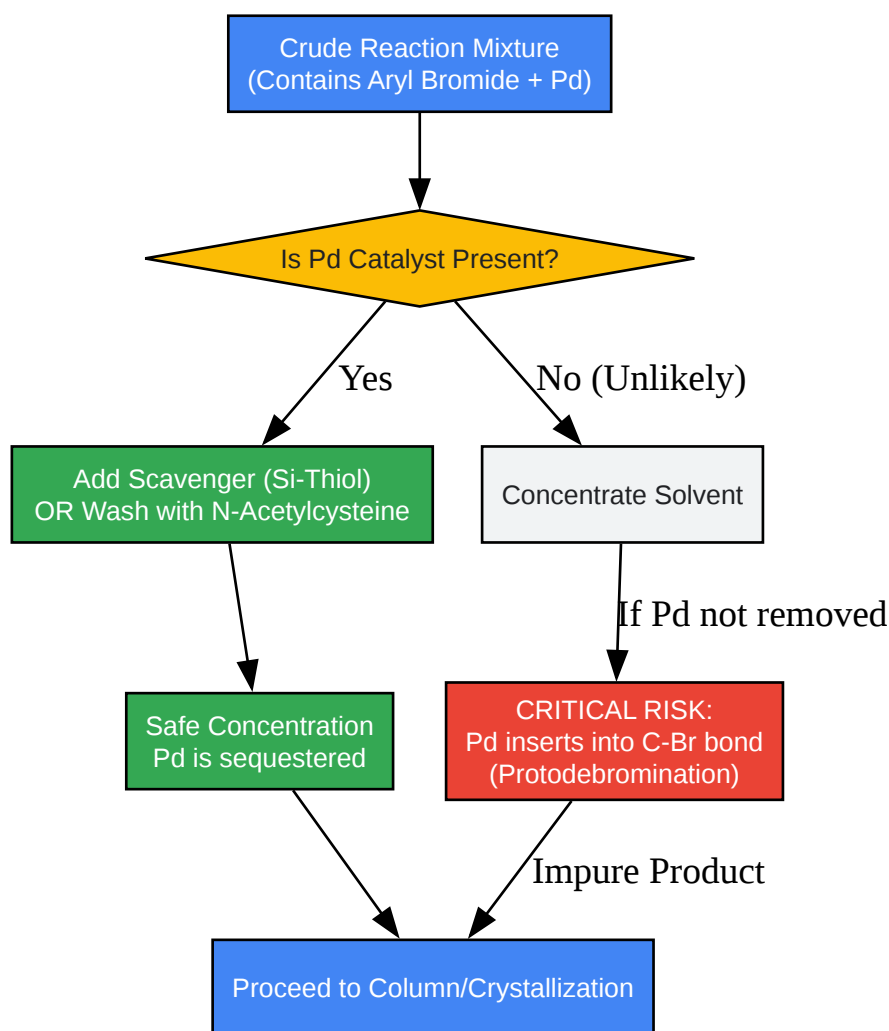 Crude Reaction Mixture
(Contains Aryl Bromide + Pd)
Is Pd Catalyst Present?
Yes
No (Unlikely)
Add Scavenger (Si-Thiol)
OR Wash with N-Acetylcysteine
Concentrate Solvent
If Pd not removed
Safe Concentration
Pd is sequestered
CRITICAL RISK:
Pd inserts into C-Br bond
(Protodebromination)
Impure Product
Proceed to Column/Crystallization